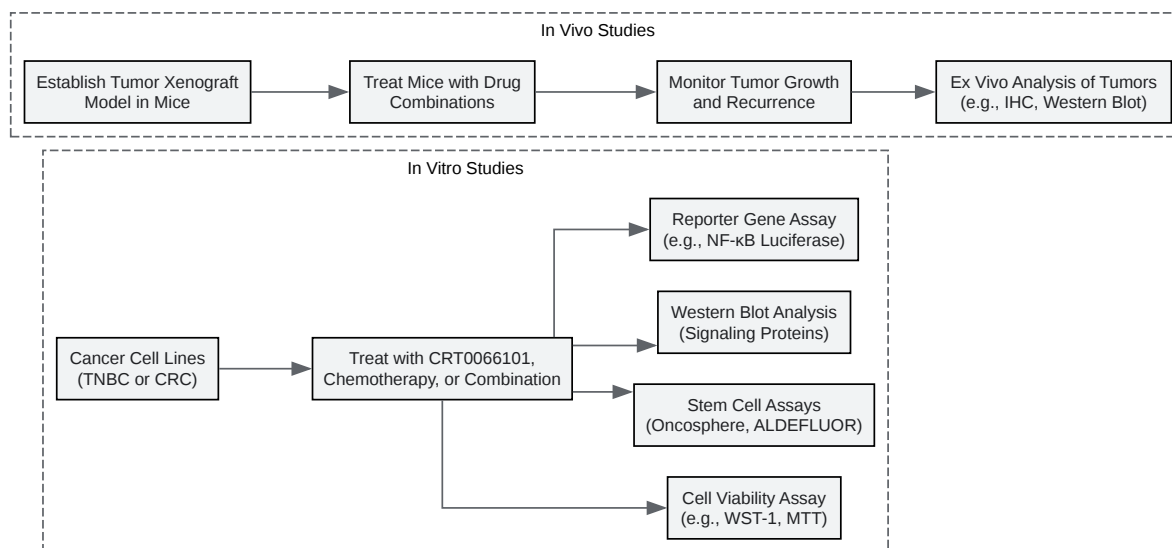 In Vivo Studies
Establish Tumor Xenograft
Model in Mice
Treat Mice with Drug
Combinations
Monitor Tumor Growth
and Recurrence
Ex Vivo Analysis of Tumors
(e.g., IHC, Western Blot)
In Vitro Studies
Cancer Cell Lines
(TNBC or CRC)
Treat with CRT0066101,
Chemotherapy, or Combination
Reporter Gene Assay
(e.g., NF-κB Luciferase)
Western Blot Analysis
(Signaling Proteins)
Stem Cell Assays
(Oncosphere, ALDEFLUOR)
Cell Viability Assay
(e.g., WST-1, MTT)